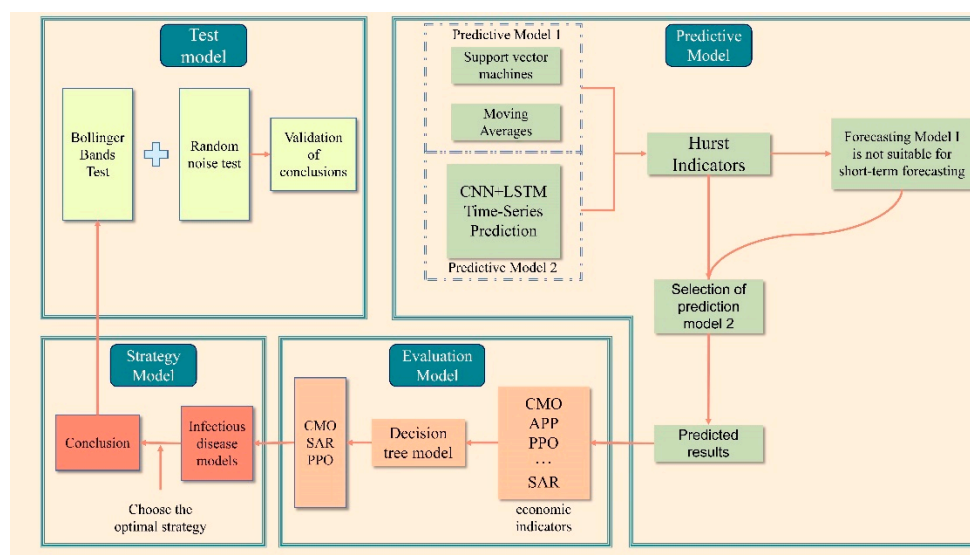 Test
model
Bollinger
Bands
Test
Random
noise test
Validation
of
conclusions
Predictive
Model
Predictive Model 1
Support vector
machines
Moving
Averages
CNN+LSTM
Time-Series
Prediction
Predictive Model 2
Hurst
Indicators
Forecasting Model I
is not suitable for
short-term forecasting
Selection of
prediction
model 2
Predicted
results
Strategy
Model
Conclusion
Infectious
disease
models
Choose the
optimal strategy
Evaluation
Model
CMO
SAR
PPO
Decision
tree model
CMO
APP
PPO
...
SAR
economic
indicators